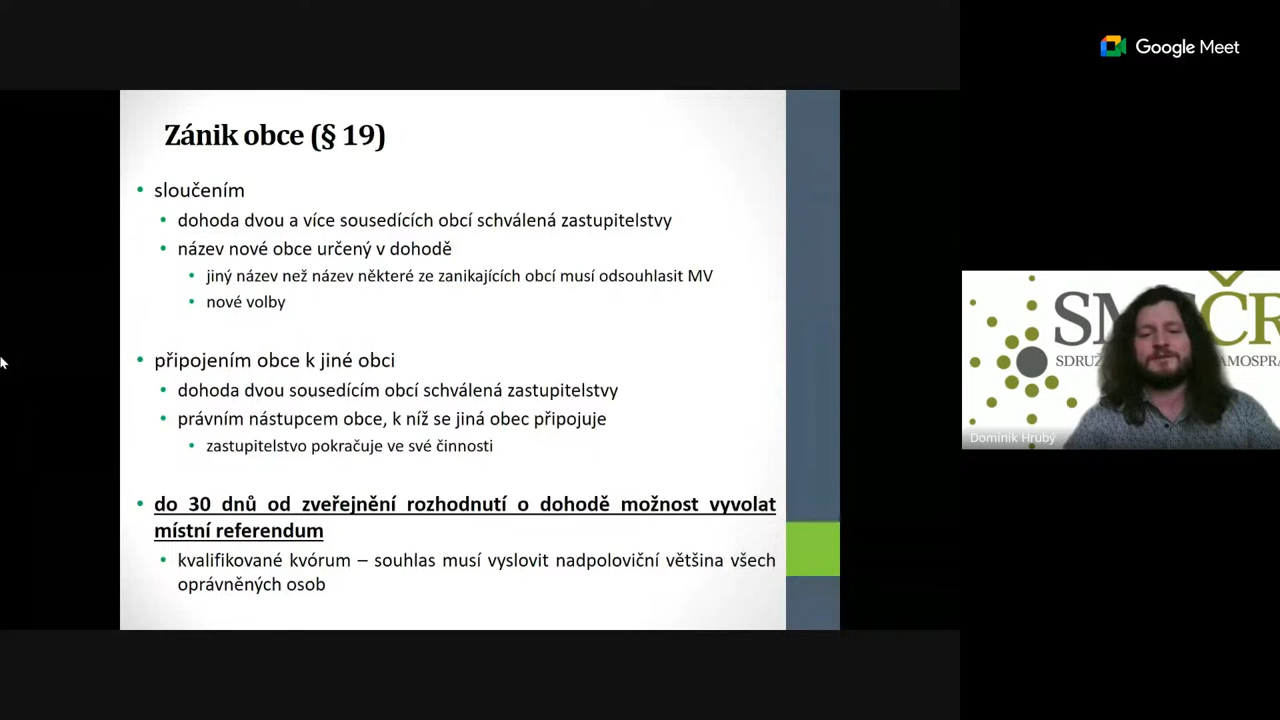 Google Meet
Zánik obce (§ 19)
• sloučením
• dohoda dvou a více sousedících obcí schválená zastupitelstvy
• název nové obce určený v dohodě
• jiný název než název některé ze zanikajících obcí musí odsouhlasit MV
• nové volby
• připojením obce k jiné obci
• dohoda dvou sousedícím obcí schválená zastupitelstvy
• právním nástupcem obce, k níž se jiná obec připojuje
• zastupitelstvo pokračuje ve své činnosti
• do 30 dnů od zveřejnění rozhodnutí o dohodě možnost vyvolat
místní referendum
• kvalifikované kvórum – souhlas musí vyslovit nadpoloviční většina všech
oprávněných osob
Dominik Hrubý